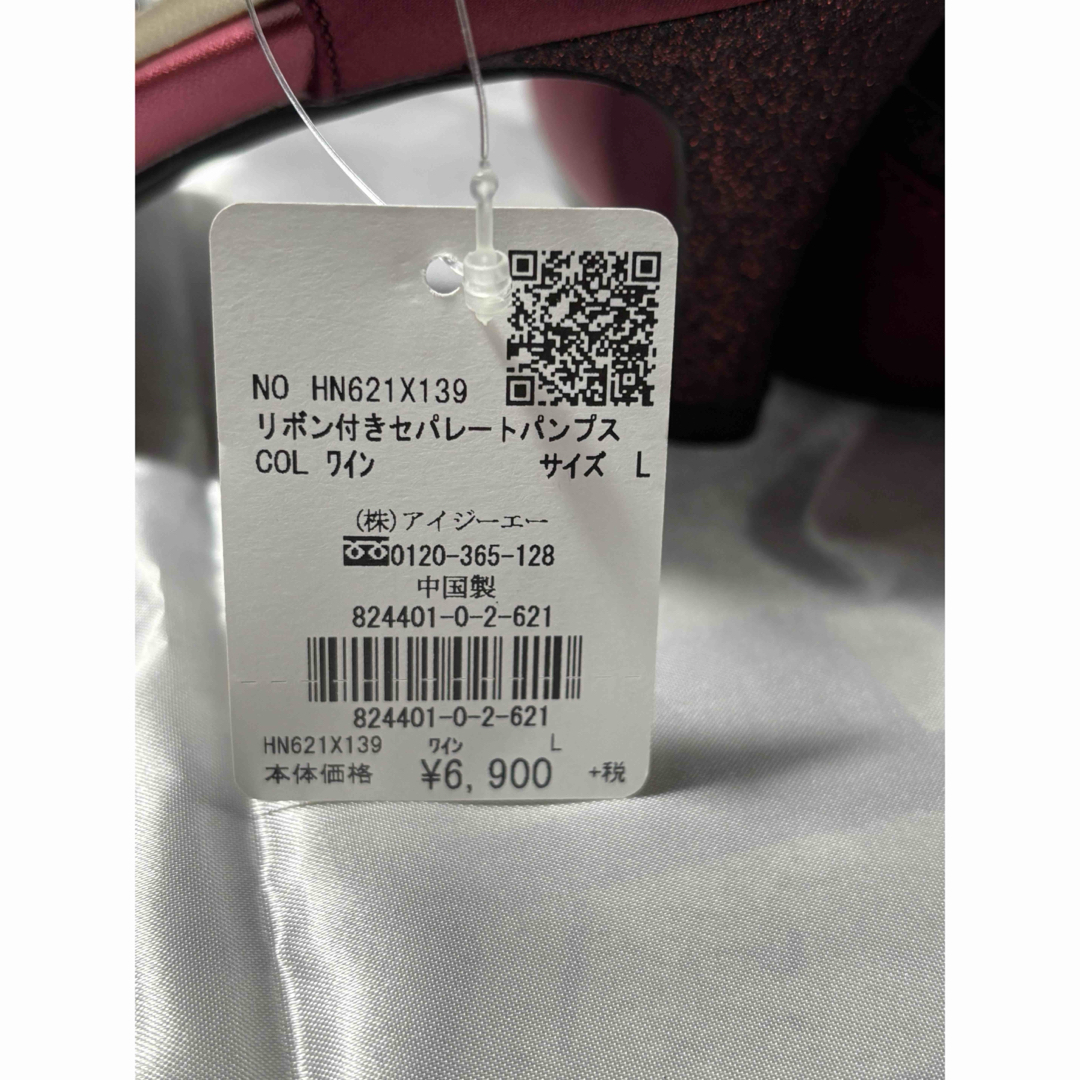 NO HN621X139
リボン付きセパレートパンプス
COL ﾜｲﾝ サイズ L
(株)アイジーエー
0120-365-128
中国製
824401-0-2-621
824401-0-2-621
HN621X139 ﾜｲﾝ L
本体価格 ¥6,900 +税